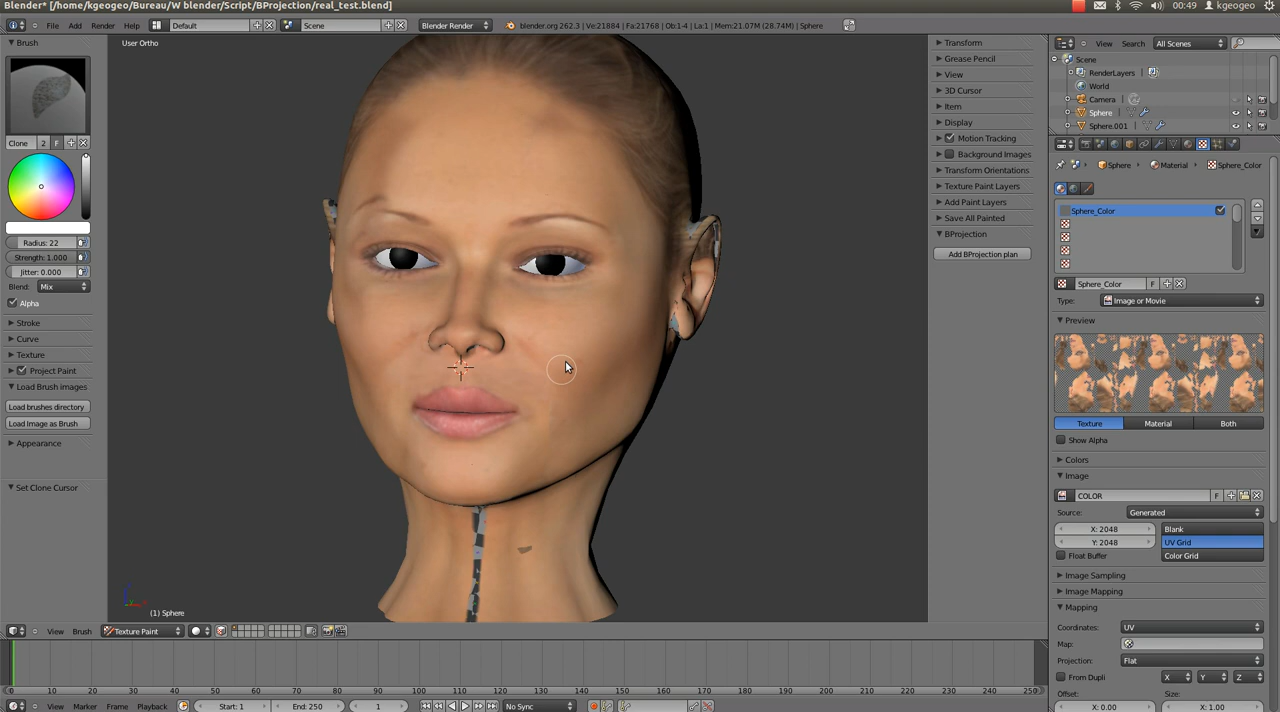 Blender* [/home/kgeogeo/Bureau/W blender/Script/BProjection/real_test.blend]
00:49 kgeogeo
File Add Render Help Default Scene Blender Render blender.org 262.3 | Ve:21884 | Fa:21768 | Ob:1-4 | La:1 | Mem:21.07M (28.74M) | Sphere
View Search All Scenes
Brush
User Ortho
Clone 2 F
Radius: 22
Strength: 1.000
Jitter: 0.000
Blend: Mix
Alpha
Stroke
Curve
Texture
Project Paint
Load Brush images
Load brushes directory
Load Image as Brush
Appearance
Set Clone Cursor
(1) Sphere
Transform
Grease Pencil
View
3D Cursor
Item
Display
Motion Tracking
Background Images
Transform Orientations
Texture Paint Layers
Add Paint Layers
Save All Painted
BProjection
Add BProjection plan
Scene
RenderLayers
World
Camera
Sphere
Sphere.001
Sphere Material Sphere_Color
Sphere_Color
Sphere_Color F
Type: Image or Movie
Preview
Texture Material Both
Show Alpha
Colors
Image
COLOR F
Source: Generated
X: 2048 Blank
Y: 2048 UV Grid
Float Buffer Color Grid
Image Sampling
Image Mapping
Mapping
Coordinates: UV
Map:
Projection: Flat
From Dupli X Y Z
Offset: Size:
X: 0.00 X: 1.00
View Brush Texture Paint
0 10 20 30 40 50 60 70 80 90 100 110 120 130 140 150 160 170 180 190 200 210 220 230 240 250
View Marker Frame Playback Start: 1 End: 250 1 No Sync